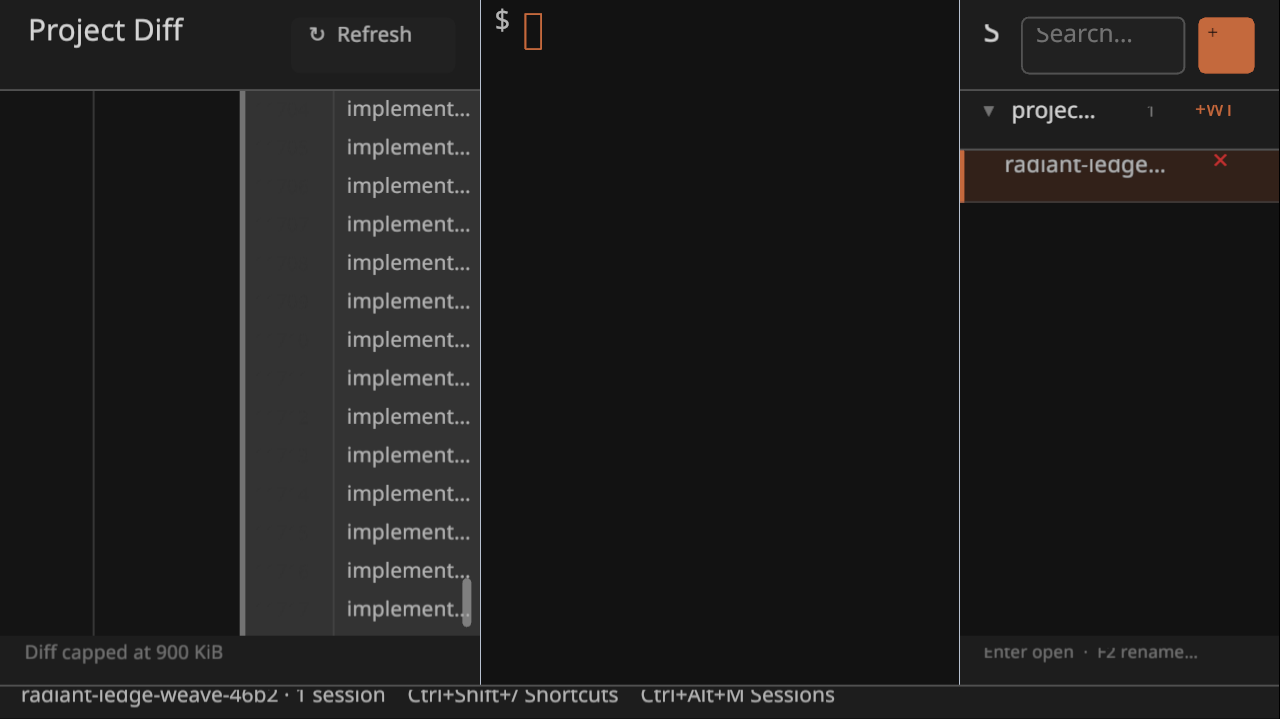 Project Diff
↻ Refresh
implement...
implement...
implement...
implement...
implement...
implement...
implement...
implement...
implement...
implement...
implement...
implement...
implement...
implement...
Diff capped at 900 KiB
$
S
Search...
+
▼ projec... 1 +WT
radiant-ledge... ✕
Enter open · F2 rename...
radiant-ledge-weave-46b2 · 1 session Ctrl+Shift+/ Shortcuts Ctrl+Alt+M Sessions